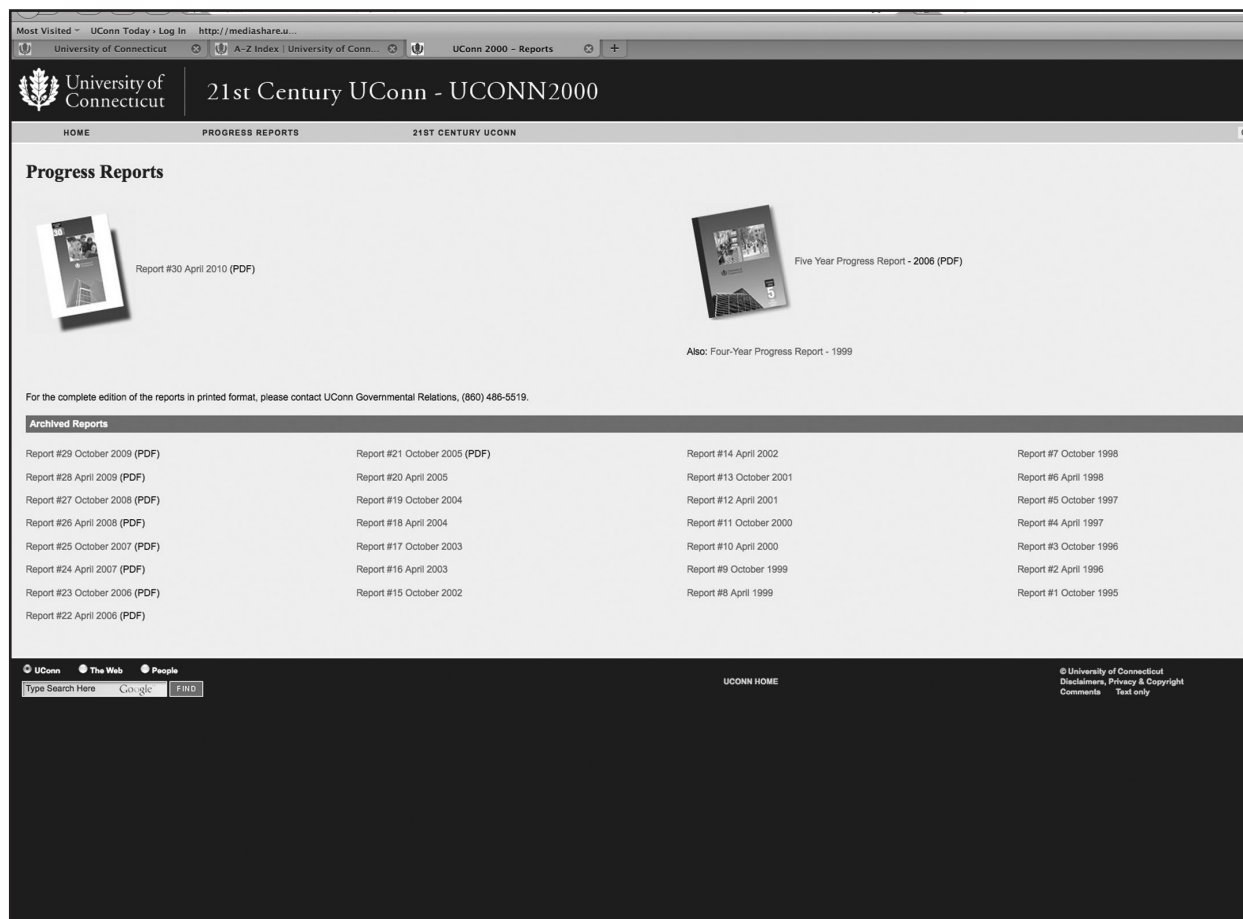 Most Visited UConn Today › Log In http://mediashare.u...
University of Connecticut A–Z Index | University of Conn... UConn 2000 – Reports
University of
Connecticut
21st Century UConn - UCONN2000
HOME PROGRESS REPORTS 21ST CENTURY UCONN
Progress Reports
30
Report #30 April 2010 (PDF)
5
Five Year Progress Report - 2006 (PDF)
Also: Four-Year Progress Report - 1999
For the complete edition of the reports in printed format, please contact UConn Governmental Relations, (860) 486-5519.
Archived Reports
Report #29 October 2009 (PDF)
Report #28 April 2009 (PDF)
Report #27 October 2008 (PDF)
Report #26 April 2008 (PDF)
Report #25 October 2007 (PDF)
Report #24 April 2007 (PDF)
Report #23 October 2006 (PDF)
Report #22 April 2006 (PDF)
Report #21 October 2005 (PDF)
Report #20 April 2005
Report #19 October 2004
Report #18 April 2004
Report #17 October 2003
Report #16 April 2003
Report #15 October 2002
Report #14 April 2002
Report #13 October 2001
Report #12 April 2001
Report #11 October 2000
Report #10 April 2000
Report #9 October 1999
Report #8 April 1999
Report #7 October 1998
Report #6 April 1998
Report #5 October 1997
Report #4 April 1997
Report #3 October 1996
Report #2 April 1996
Report #1 October 1995
UConn The Web People
Type Search Here Google FIND
UCONN HOME
© University of Connecticut
Disclaimers, Privacy & Copyright
Comments Text only